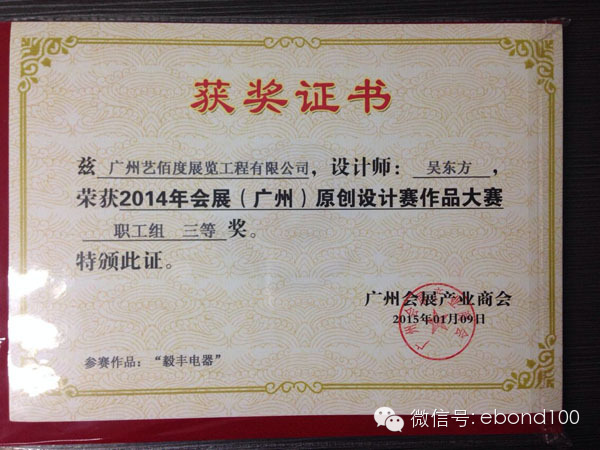 获奖证书
兹 广州艺佰度展览工程有限公司，设计师： 吴东方 ，
荣获2014年会展（广州）原创设计赛作品大赛
职工组 三等 奖。
特颁此证。
广州会展产业商会
2015年01月09日
参赛作品：“毅丰电器”
微信号: ebond100